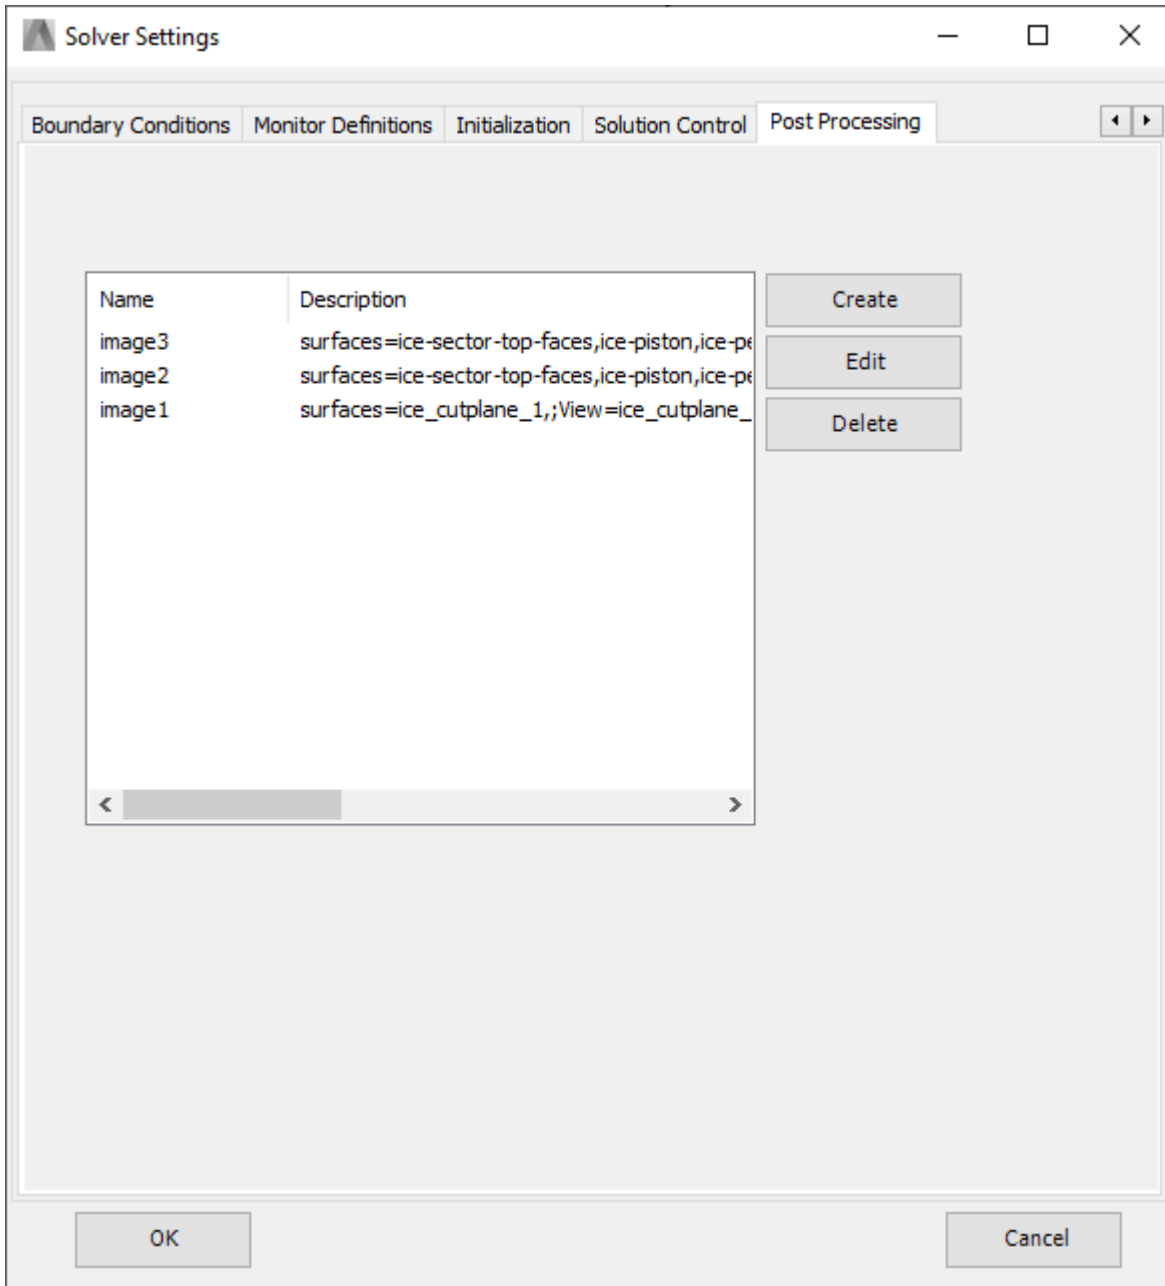 Solver Settings
Boundary Conditions Monitor Definitions Initialization Solution Control Post Processing
Name Description
image3 surfaces=ice-sector-top-faces,ice-piston,ice-pe
image2 surfaces=ice-sector-top-faces,ice-piston,ice-pe
image1 surfaces=ice_cutplane_1,;View=ice_cutplane_
Create
Edit
Delete
OK Cancel